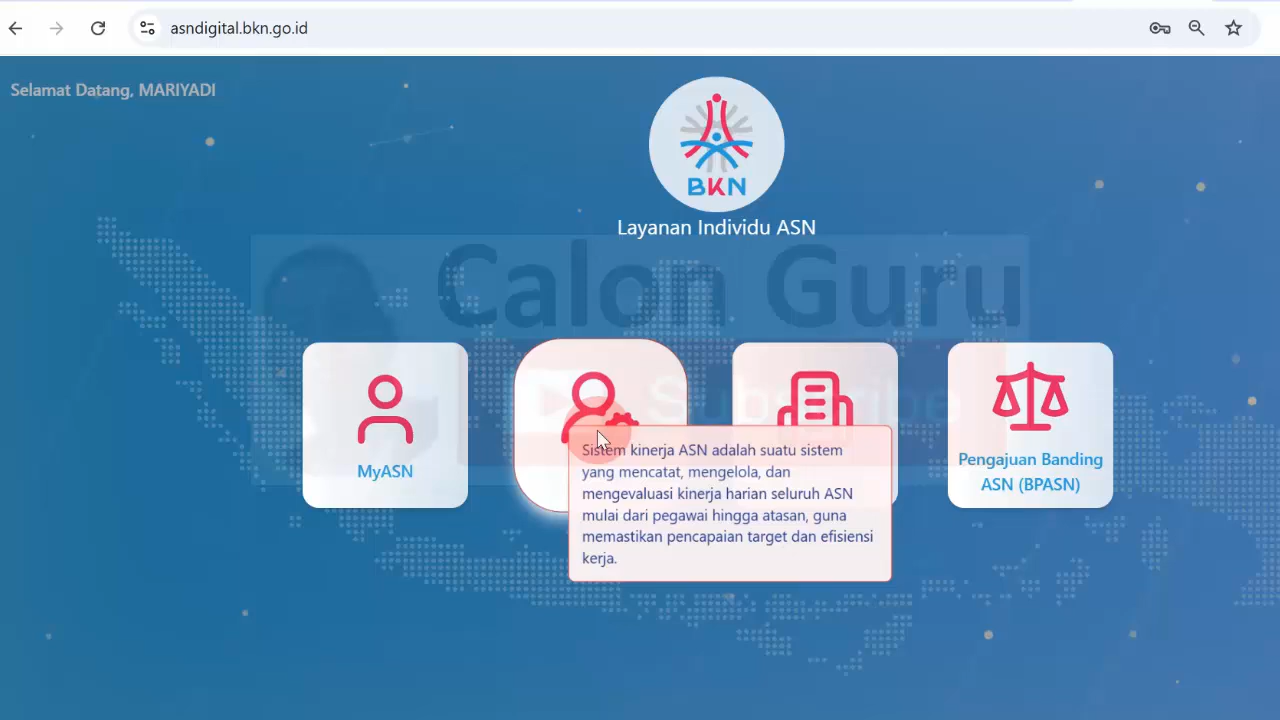 asndigital.bkn.go.id
Selamat Datang, MARIYADI
BKN
Layanan Individu ASN
Calon Guru
Subscribe
MyASN
Sistem kinerja ASN adalah suatu sistem
yang mencatat, mengelola, dan
mengevaluasi kinerja harian seluruh ASN
mulai dari pegawai hingga atasan, guna
memastikan pencapaian target dan efisiensi
kerja.
Pengajuan Banding
ASN (BPASN)